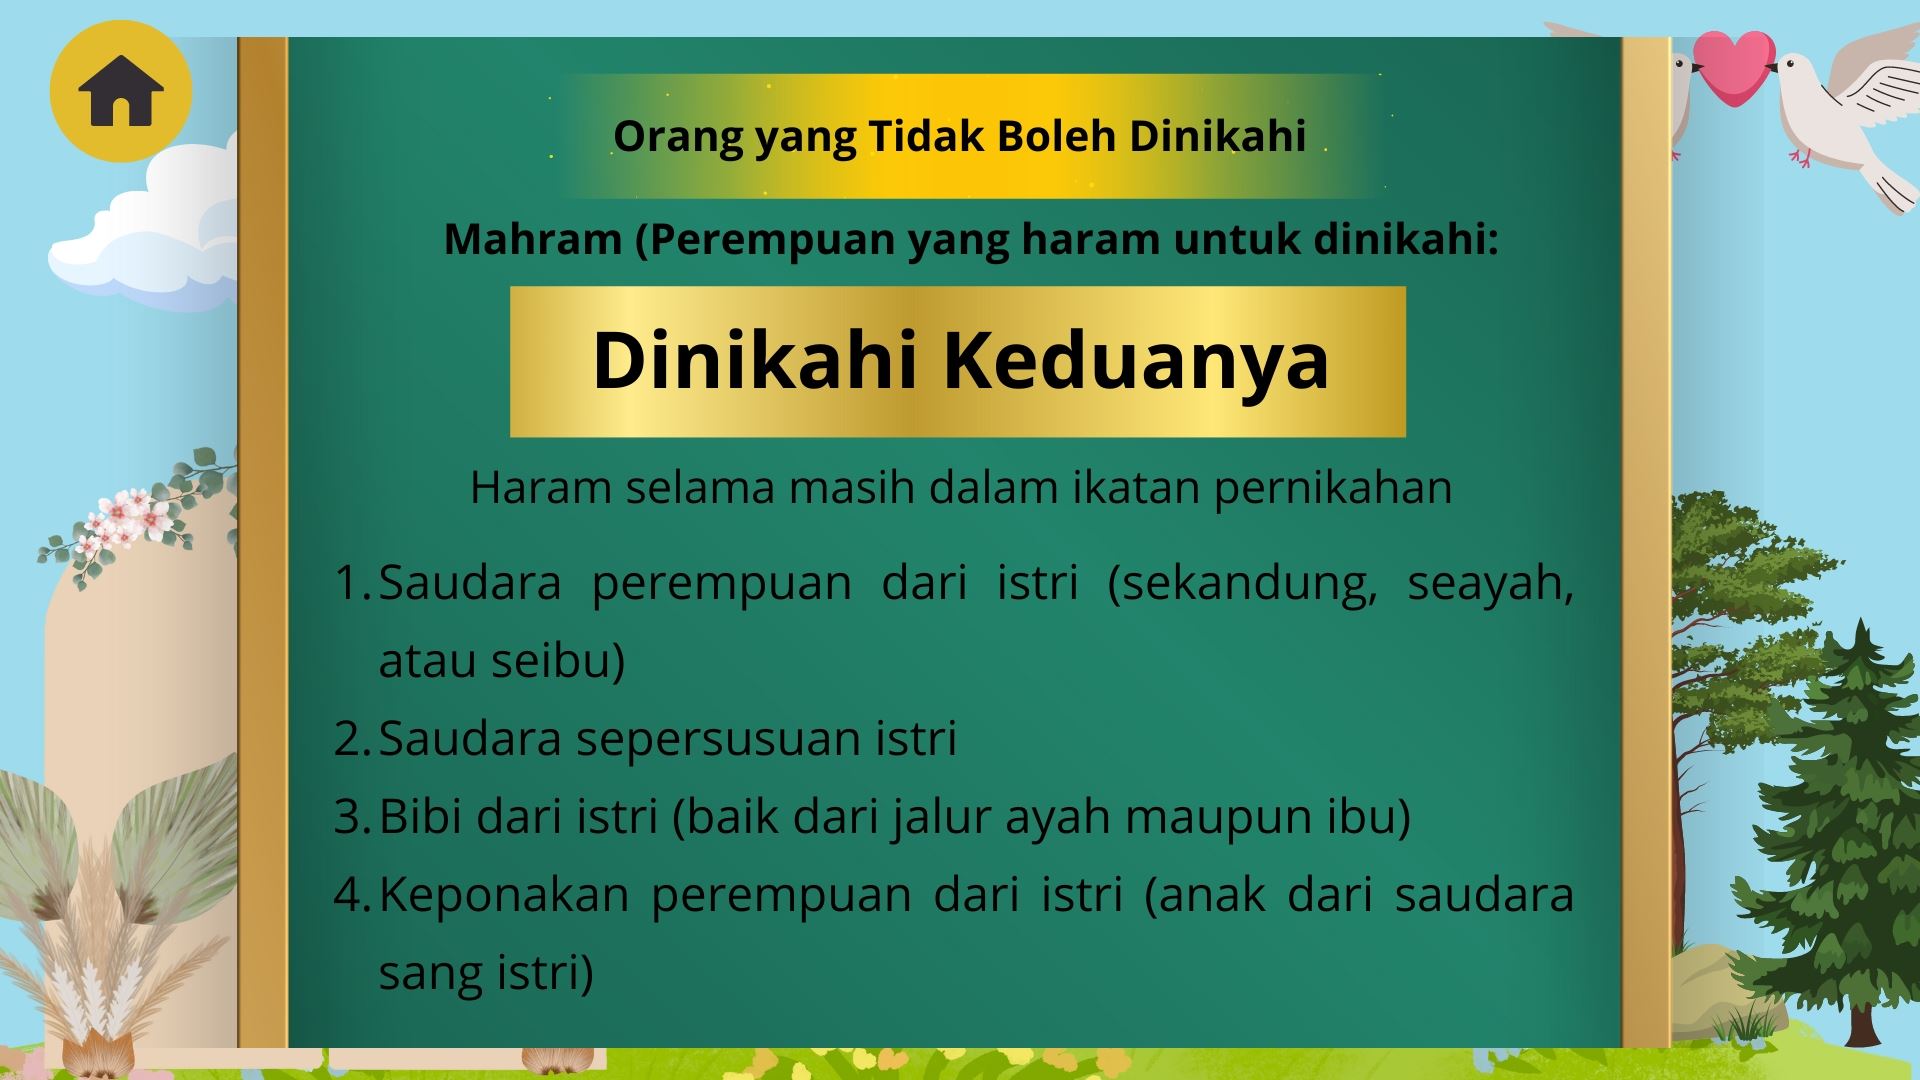 Orang yang Tidak Boleh Dinikahi
Mahram (Perempuan yang haram untuk dinikahi:
Dinikahi Keduanya
Haram selama masih dalam ikatan pernikahan
1. Saudara perempuan dari istri (sekandung, seayah,
atau seibu)
2. Saudara sepersusuan istri
3. Bibi dari istri (baik dari jalur ayah maupun ibu)
4. Keponakan perempuan dari istri (anak dari saudara
sang istri)